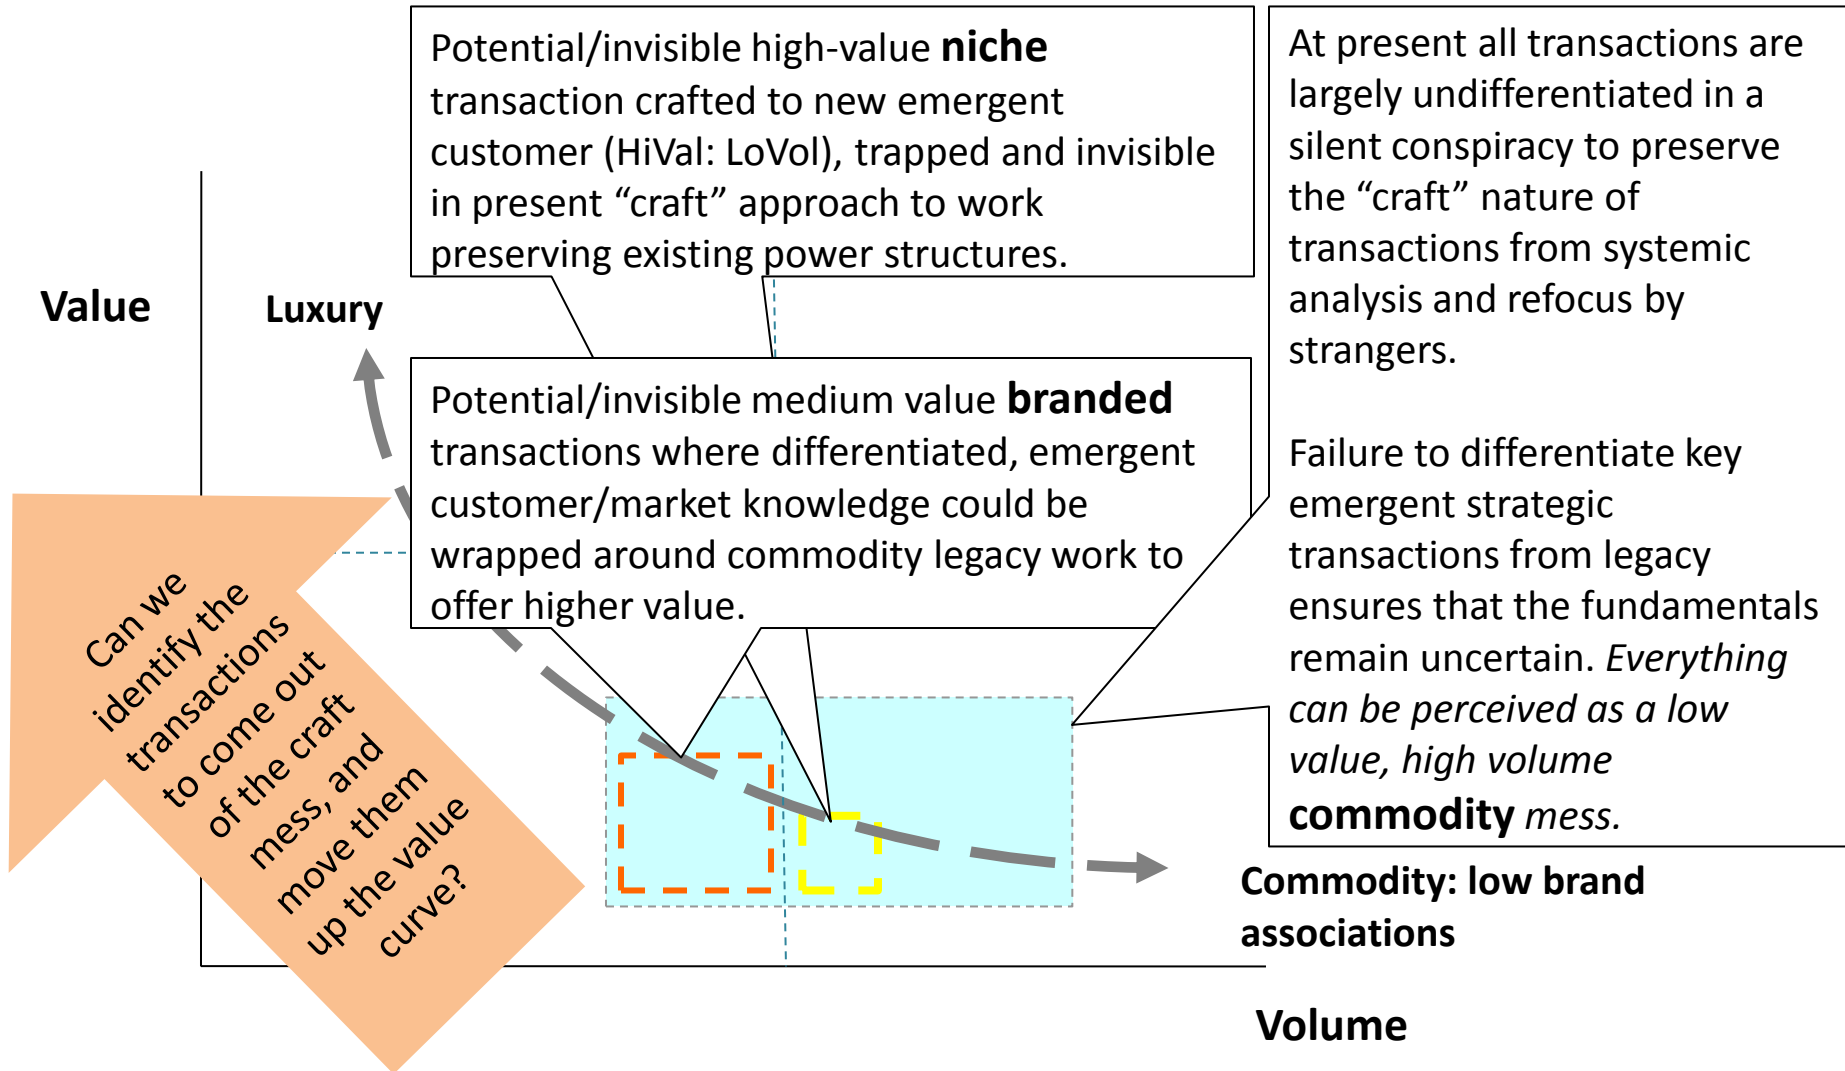 Potential/invisible high-value niche
transaction crafted to new emergent
customer (HiVal: LoVol), trapped and invisible
in present “craft” approach to work
preserving existing power structures.
At present all transactions are
largely undifferentiated in a
silent conspiracy to preserve
the “craft” nature of
transactions from systemic
analysis and refocus by
strangers.
Failure to differentiate key
emergent strategic
transactions from legacy
ensures that the fundamentals
remain uncertain. Everything
can be perceived as a low
value, high volume
commodity mess.
Value
Luxury
Potential/invisible medium value branded
transactions where differentiated, emergent
customer/market knowledge could be
wrapped around commodity legacy work to
offer higher value.
Can we
identify the
transactions
to come out
of the craft
mess, and
move them
up the value
curve?
Commodity: low brand
associations
Volume